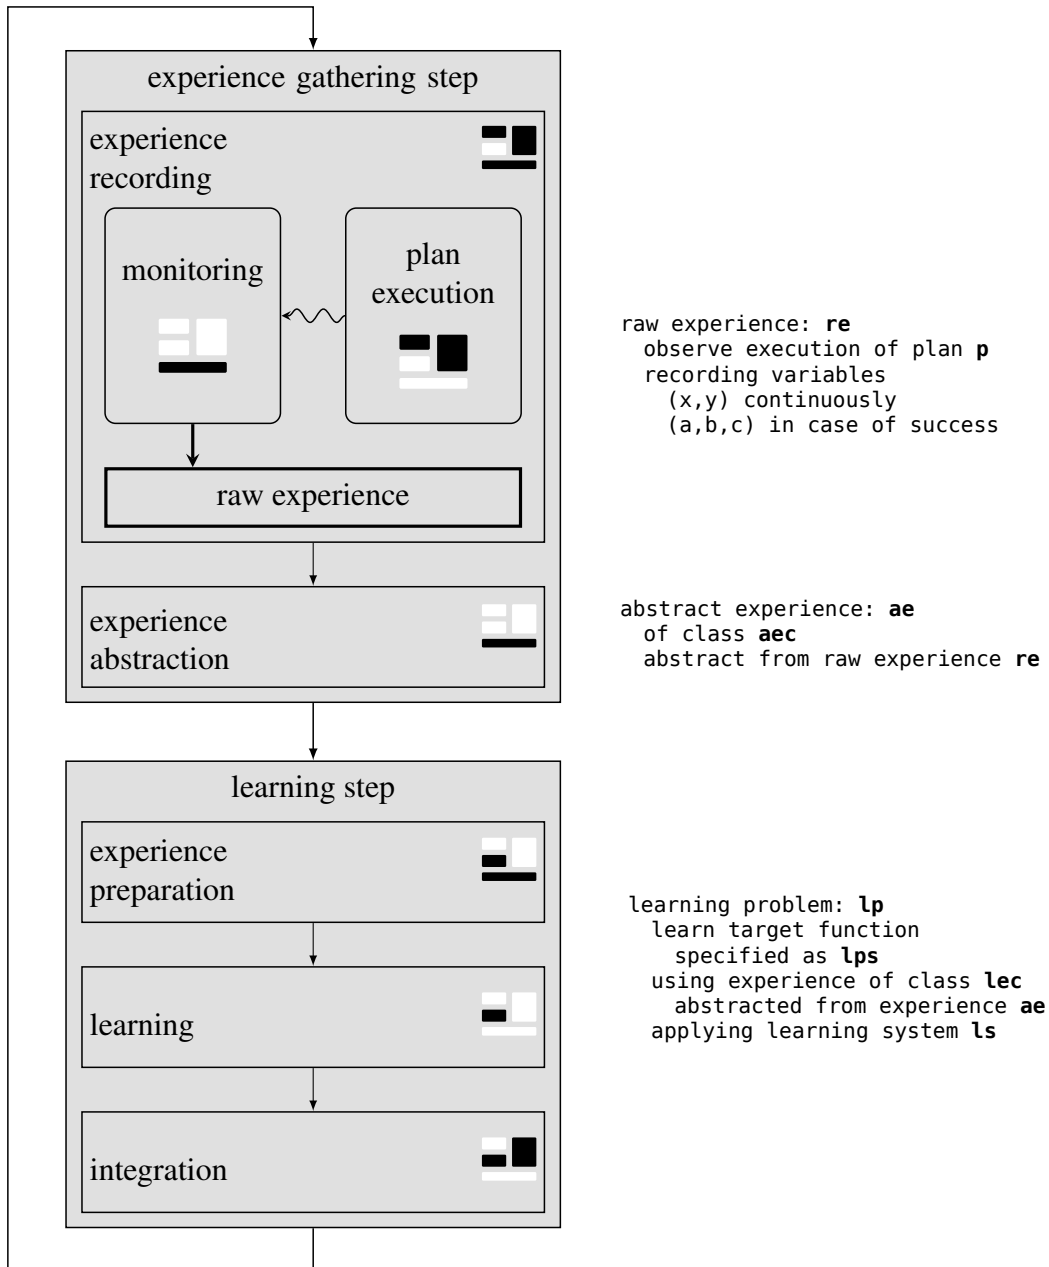 experience gathering step
experience
recording
monitoring
plan
execution
raw experience
raw experience: re
observe execution of plan p
recording variables
(x,y) continuously
(a,b,c) in case of success
experience
abstraction
abstract experience: ae
of class aec
abstract from raw experience re
learning step
experience
preparation
learning
integration
learning problem: lp
learn target function
specified as lps
using experience of class lec
abstracted from experience ae
applying learning system ls